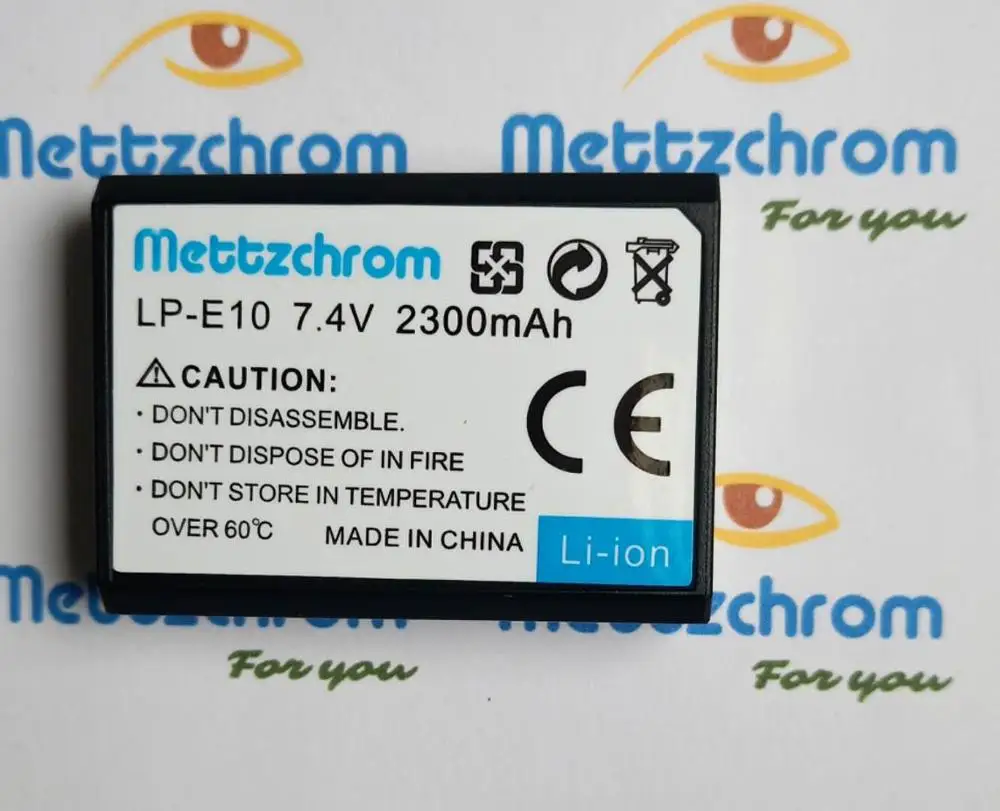 Mettzchrom
Mettzchrom
For you
Mettzchrom
LP-E10 7.4V 2300mAh
CAUTION:
· DON'T DISASSEMBLE.
· DON'T DISPOSE OF IN FIRE
· DON'T STORE IN TEMPERATURE
OVER 60℃ MADE IN CHINA
CE
Li-ion
For you
For you